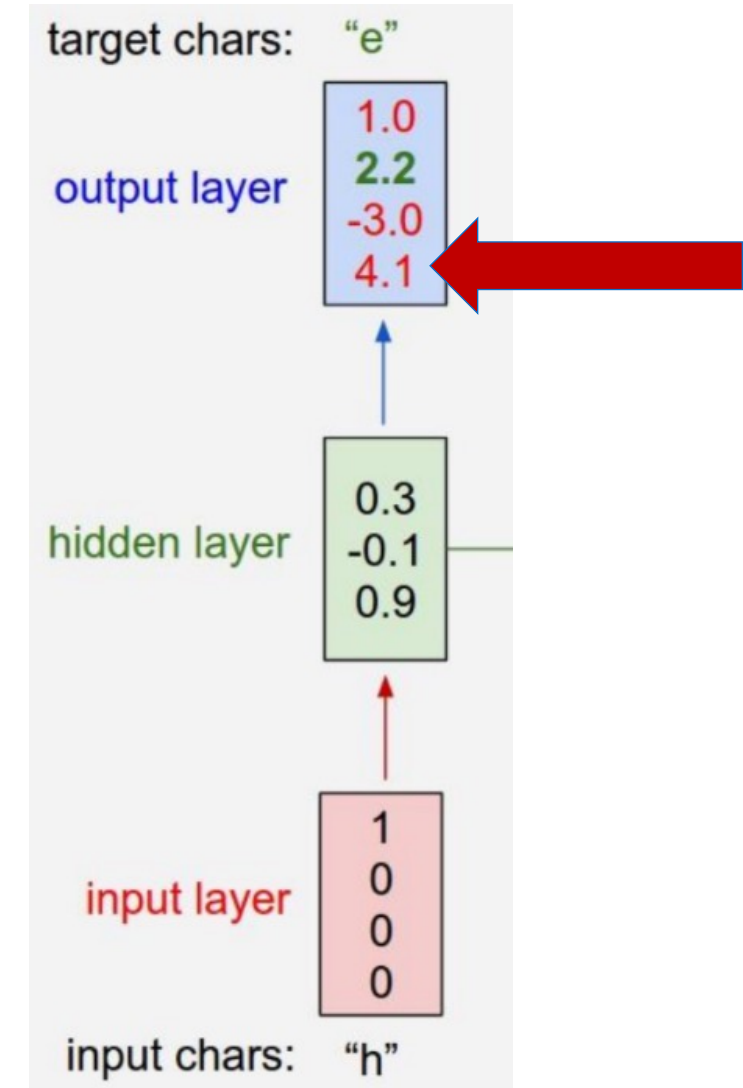 target chars: “e”
1.0
output layer 2.2
-3.0
4.1
0.3
hidden layer -0.1
0.9
1
input layer 0
0
0
input chars: “h”